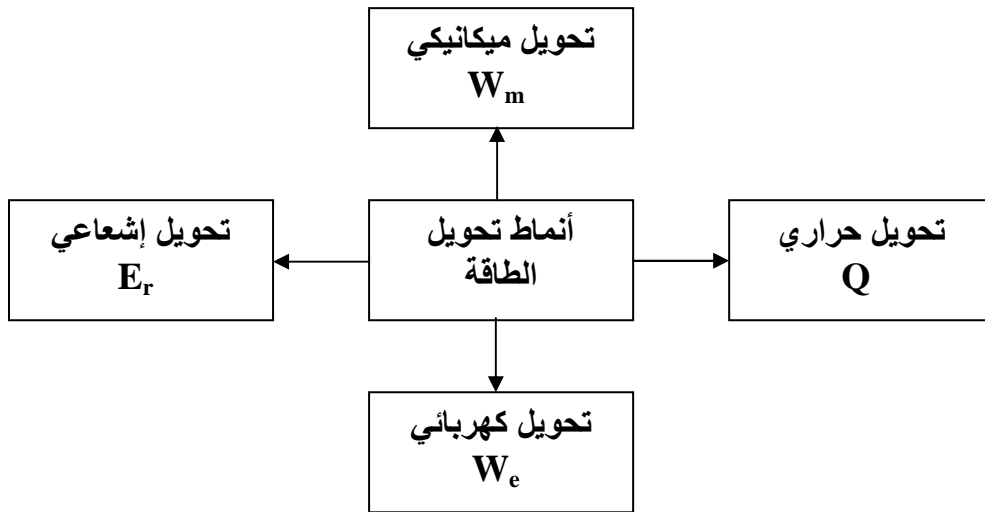 تحويل ميكانيكي
Wm
تحويل حراري
Q
أنماط تحويل
الطاقة
تحويل إشعاعي
Er
تحويل كهربائي
We